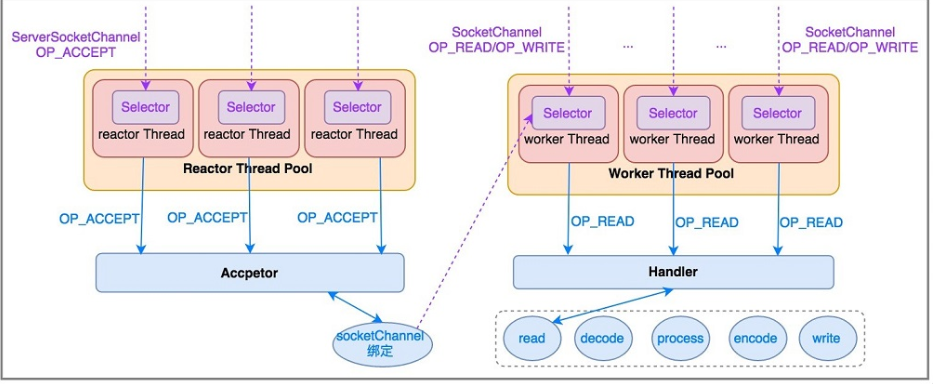 ServerSocketChannel
OP_ACCEPT
SocketChannel
OP_READ/OP_WRITE
...
...
SocketChannel
OP_READ/OP_WRITE
Selector
Selector
Selector
reactor Thread
reactor Thread
reactor Thread
Reactor Thread Pool
Selector
Selector
Selector
worker Thread
worker Thread
worker Thread
Worker Thread Pool
OP_ACCEPT
OP_ACCEPT
OP_ACCEPT
OP_READ
OP_READ
OP_READ
Accpetor
Handler
socketChannel
绑定
read
decode
process
encode
write